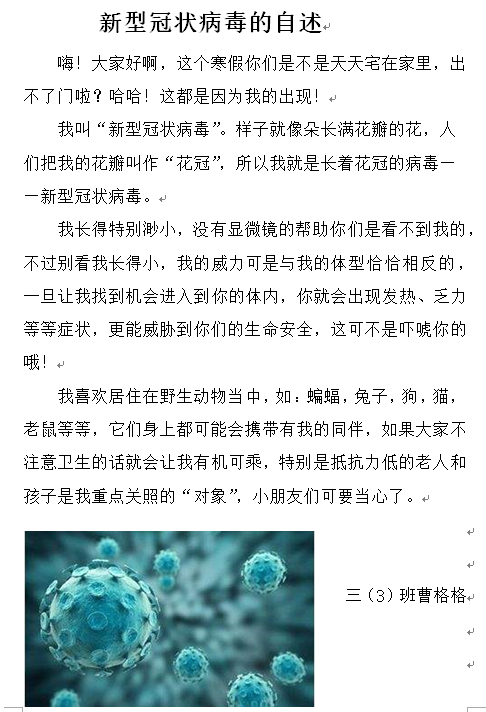 新型冠状病毒的自述
嗨！大家好啊，这个寒假你们是不是天天宅在家里，出
不了门啦？哈哈！这都是因为我的出现！
我叫“新型冠状病毒”。样子就像朵长满花瓣的花，人
们把我的花瓣叫作“花冠”，所以我就是长着花冠的病毒—
—新型冠状病毒。
我长得特别渺小，没有显微镜的帮助你们是看不到我的，
不过别看我长得小，我的威力可是与我的体型恰恰相反的，
一旦让我找到机会进入到你的体内，你就会出现发热、乏力
等等症状，更能威胁到你们的生命安全，这可不是吓唬你的
哦！
我喜欢居住在野生动物当中，如：蝙蝠，兔子，狗，猫，
老鼠等等，它们身上都可能会携带有我的同伴，如果大家不
注意卫生的话就会让我有机可乘，特别是抵抗力低的老人和
孩子是我重点关照的“对象”，小朋友们可要当心了。
三（3）班曹格格